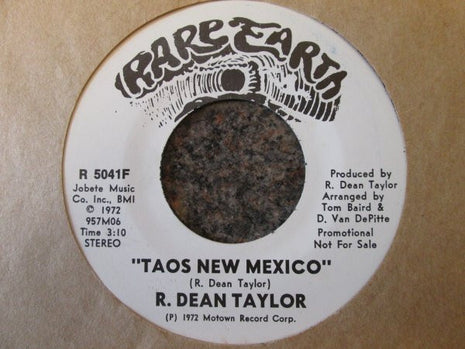 RARE EARTH
R 5041F
Jobete Music
Co. Inc., BMI
© 1972
957M06
Time 3:10
STEREO
Produced by
R. Dean Taylor
Arranged by
Tom Baird &
D. Van DePitte
Promotional
Not For Sale
"TAOS NEW MEXICO"
(R. Dean Taylor)
R. DEAN TAYLOR
(P) 1972 Motown Record Corp.